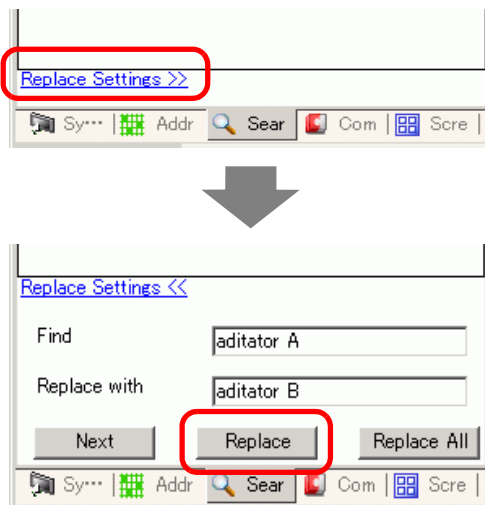 Replace Settings >>
Sy··· Addr Sear Com Scre
Replace Settings <<
Find aditator A
Replace with aditator B
Next Replace Replace All
Sy··· Addr Sear Com Scre